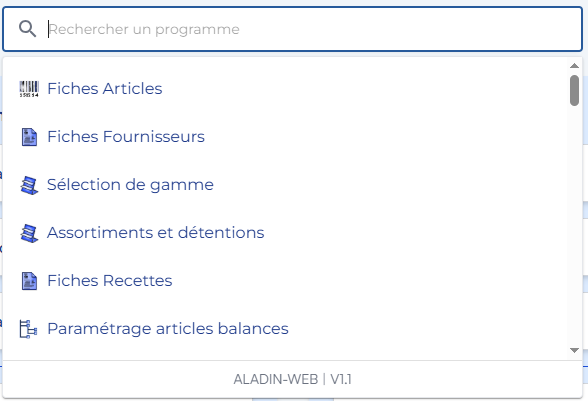 Rechercher un programme
Fiches Articles
Fiches Fournisseurs
Sélection de gamme
Assortiments et détentions
Fiches Recettes
Paramétrage articles balances
ALADIN-WEB | V1.1